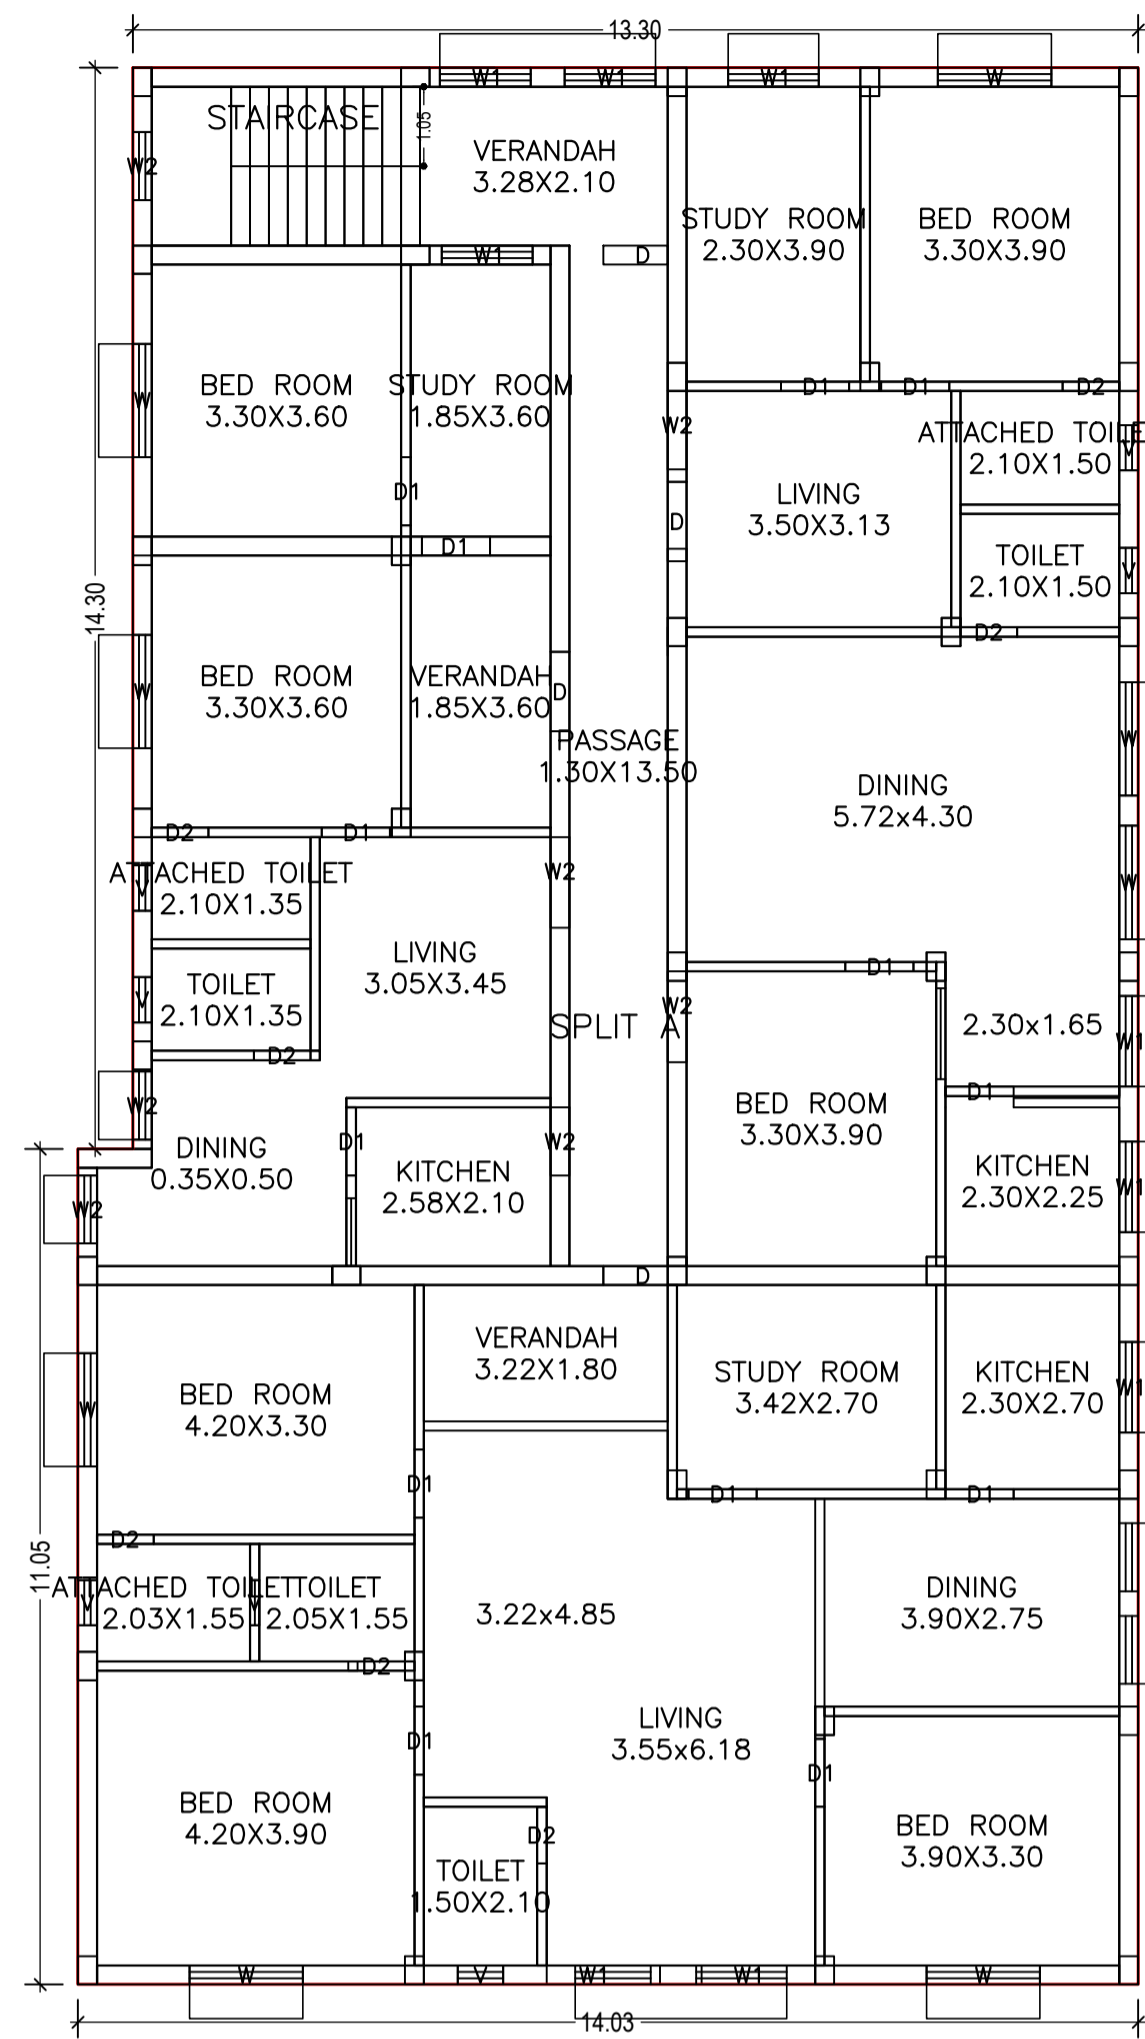 13.30
W1
W1
W1
W
STAIRCASE
1.05
W2
VERANDAH
3.28X2.10
STUDY ROOM
2.30X3.90
BED ROOM
3.30X3.90
W1
D
BED ROOM
3.30X3.60
STUDY ROOM
1.85X3.60
W
D1
D1
D2
W2
ATTACHED TOILE
2.10X1.50
V
LIVING
3.50X3.13
D1
D
D1
TOILET
2.10X1.50
V
14.30
D2
BED ROOM
3.30X3.60
VERANDAH
1.85X3.60
W
D
PASSAGE
1.30X13.50
W
DINING
5.72x4.30
D2
D1
W2
W
ATTACHED TOILET
2.10X1.35
V
LIVING
3.05X3.45
D1
TOILET
2.10X1.35
V
W2
SPLIT A
2.30x1.65
W1
D2
D1
W2
BED ROOM
3.30X3.90
DINING
0.35X0.50
D1
W2
KITCHEN
2.58X2.10
KITCHEN
2.30X2.25
W1
W2
D
VERANDAH
3.22X1.80
BED ROOM
4.20X3.30
W
STUDY ROOM
3.42X2.70
KITCHEN
2.30X2.70
W1
D1
D1
D1
D2
11.05
ATTACHED TOILET
2.03X1.55
V
V
TOILET
2.05X1.55
3.22x4.85
DINING
3.90X2.75
D2
D1
LIVING
3.55x6.18
D1
BED ROOM
4.20X3.90
D2
BED ROOM
3.90X3.30
TOILET
1.50X2.10
W
V
W1
W1
W
14.03